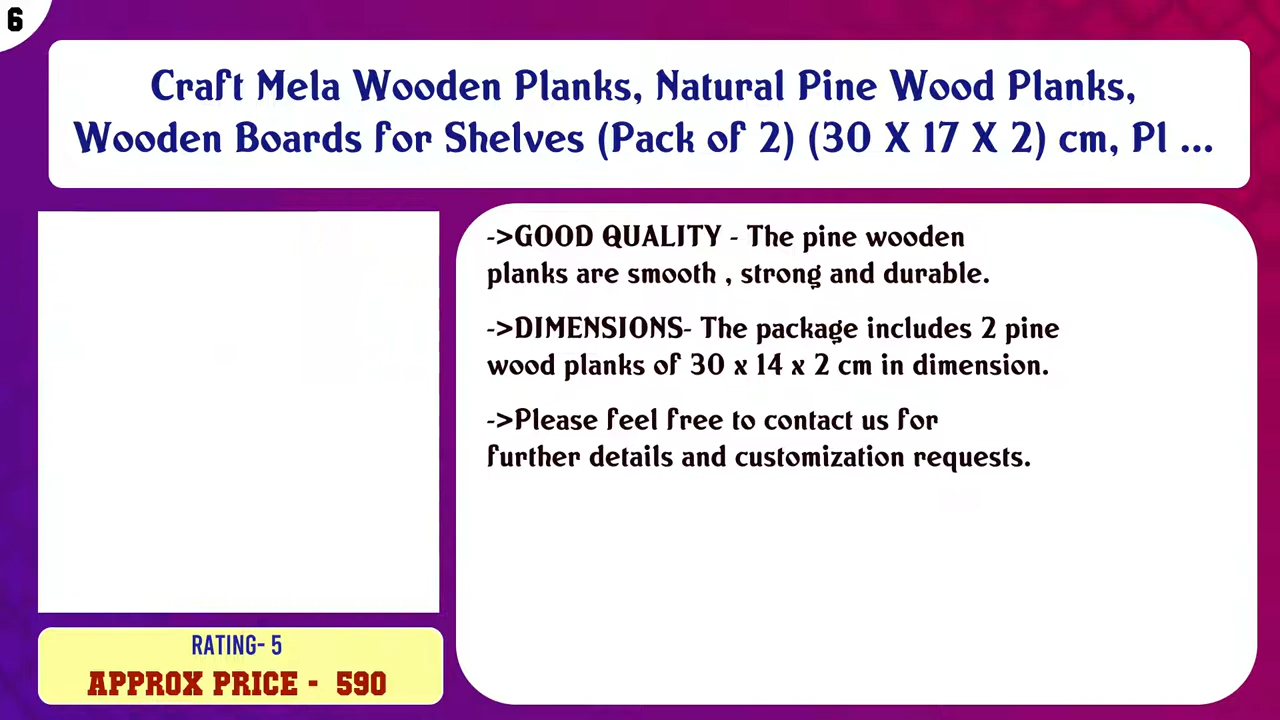 6
Craft Mela Wooden Planks, Natural Pine Wood Planks,
Wooden Boards for Shelves (Pack of 2) (30 X 17 X 2) cm, Pl ...
->GOOD QUALITY - The pine wooden
planks are smooth , strong and durable.
->DIMENSIONS- The package includes 2 pine
wood planks of 30 x 14 x 2 cm in dimension.
->Please feel free to contact us for
further details and customization requests.
RATING- 5
APPROX PRICE - 590